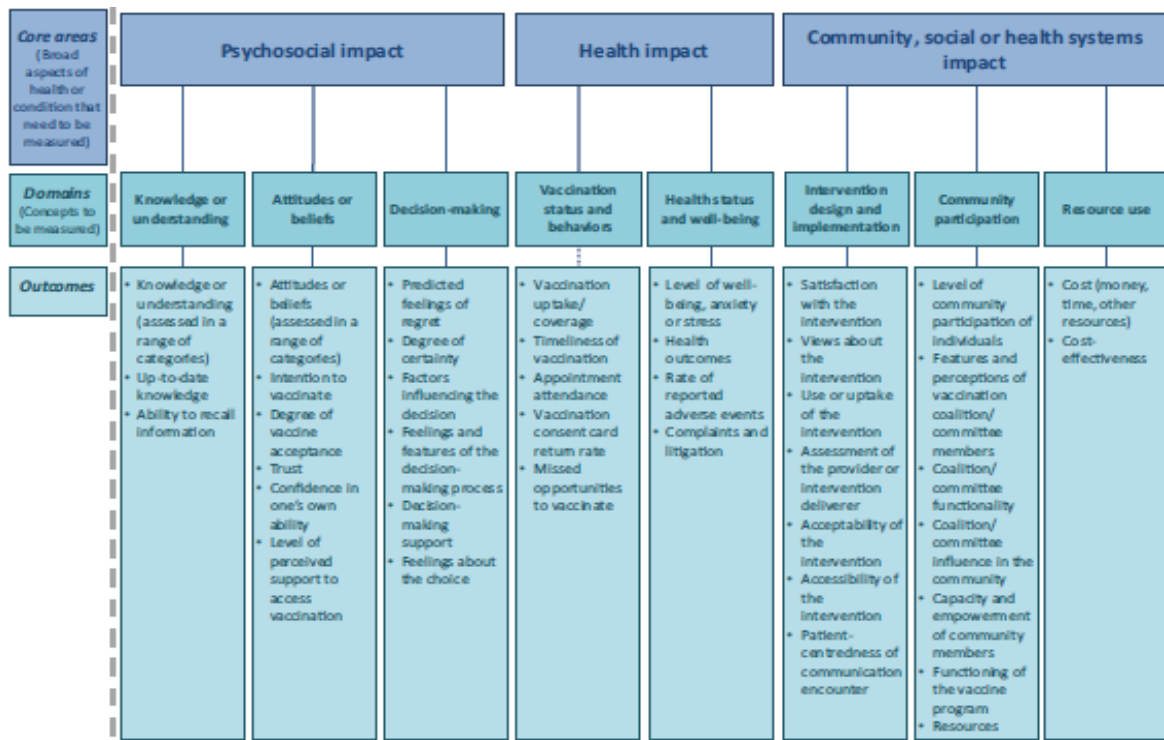 Core areas
(Broad
aspects of
health or
condition that
need to be
measured)
Psychosocial impact
Health impact
Community, social or health systems
impact
Domains
(Concepts to
be measured)
Knowledge or
understanding
Attitudes or
beliefs
Decision-making
Vaccination
status and
behaviors
Health status
and well-being
Intervention
design and
implementation
Community
participation
Resource use
Outcomes
• Knowledge or
understanding
(assessed in a
range of
categories)
• Up-to-date
knowledge
• Ability to recall
information
• Attitudes or
beliefs
(assessed in a
range of
categories)
• Intention to
vaccinate
• Degree of
vaccine
acceptance
• Trust
• Confidence in
one's own
ability
• Level of
perceived
support to
access
vaccination
• Predicted
feelings of
regret
• Degree of
certainty
• Factors
influencing the
decision
• Feelings and
features of the
decision-
making process
• Decision-
making
support
• Feelings about
the choice
• Vaccination
uptake/
coverage
• Timeliness of
vaccination
• Appointment
attendance
• Vaccination
consent card
return rate
• Missed
opportunities
to vaccinate
• Level of well-
being, anxiety
or stress
• Health
outcomes
• Rate of
reported
adverse events
• Complaints and
litigation
• Satisfaction
with the
intervention
• Views about
the
intervention
• Use or uptake
of the
intervention
• Assessment of
the provider or
intervention
deliverer
• Acceptability of
the
intervention
• Accessibility of
the
intervention
• Patient-
centredness of
communication
encounter
• Level of
community
participation of
individuals
• Features and
perceptions of
vaccination
coalition/
committee
members
• Coalition/
committee
functionality
• Coalition/
committee
influence in the
community
• Capacity and
empowerment
of community
members
• Functioning of
the vaccine
program
• Resources
• Cost (money,
time, other
resources)
• Cost-
effectiveness